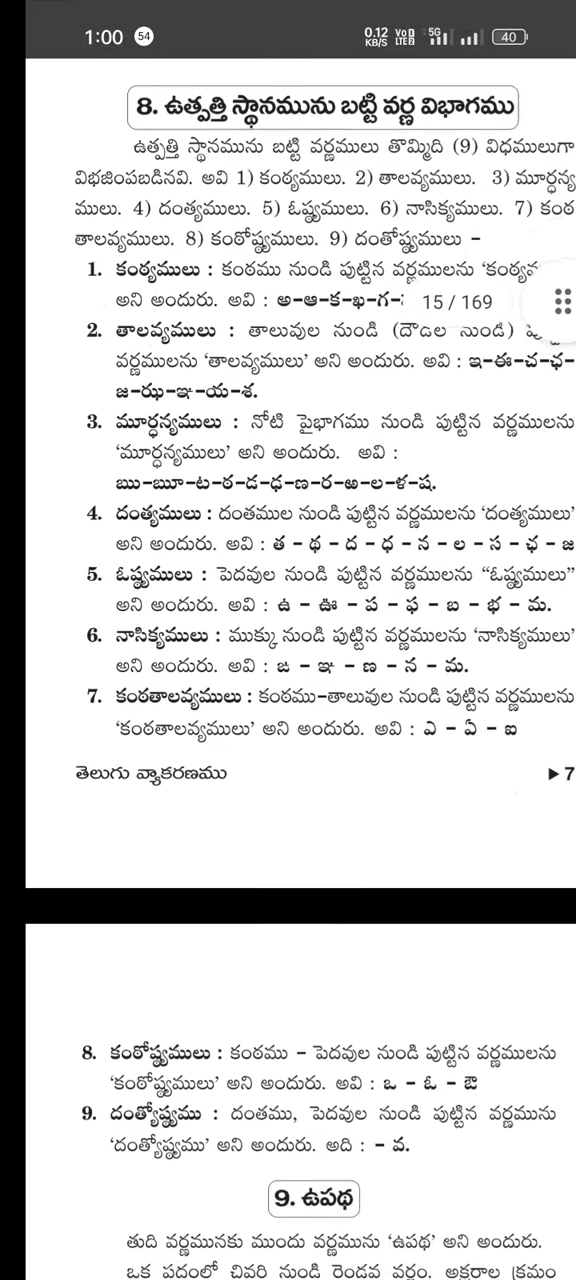 1:00 54 0.12 KB/S Vo LTE 5G 40
8. ఉత్పత్తి స్థానమును బట్టి వర్ణ విభాగము
ఉత్పత్తి స్థానమును బట్టి వర్ణములు తొమ్మిది (9) విధములుగా
విభజింపబడినవి. అవి 1) కంఠ్యములు. 2) తాలవ్యములు. 3) మూర్ధన్య
ములు. 4) దంత్యములు. 5) ఓష్ఠ్యములు. 6) నాసిక్యములు. 7) కంఠ
తాలవ్యములు. 8) కంఠోష్ఠ్యములు. 9) దంతోష్ఠ్యములు –
1. కంఠ్యములు : కంఠము నుండి పుట్టిన వర్ణములను
అని అందురు. అవి : అ–ఆ–క–ఖ–గ– 15 / 169
2. తాలవ్యములు : తాలువుల నుండి (దౌడల నుండి)
వర్ణములను ‘తాలవ్యములు’ అని అందురు. అవి : ఇ–ఈ–చ–ఛ–
జ–ఝ–ఞ–య–శ.
3. మూర్ధన్యములు : నోటి పైభాగము నుండి పుట్టిన వర్ణములను
‘మూర్ధన్యములు’ అని అందురు. అవి :
ఋ–ౠ–ట–ఠ–డ–ఢ–ణ–ర–ఱ–ల–ళ–ష.
4. దంత్యములు : దంతముల నుండి పుట్టిన వర్ణములను ‘దంత్యములు’
అని అందురు. అవి : త – థ – ద – ధ – న – ల – స – ఛ – జ
5. ఓష్ఠ్యములు : పెదవుల నుండి పుట్టిన వర్ణములను “ఓష్ఠ్యములు”
అని అందురు. అవి : ఉ – ఊ – ప – ఫ – బ – భ – మ.
6. నాసిక్యములు : ముక్కు నుండి పుట్టిన వర్ణములను ‘నాసిక్యములు’
అని అందురు. అవి : ఙ – ఞ – ణ – న – మ.
7. కంఠతాలవ్యములు : కంఠము–తాలువుల నుండి పుట్టిన వర్ణములను
‘కంఠతాలవ్యములు’ అని అందురు. అవి : ఎ – ఏ – ఐ
తెలుగు వ్యాకరణము ▶ 7
8. కంఠోష్ఠ్యములు : కంఠము – పెదవుల నుండి పుట్టిన వర్ణములను
‘కంఠోష్ఠ్యములు’ అని అందురు. అవి : ఒ – ఓ – ఔ
9. దంత్యోష్ఠ్యము : దంతము, పెదవుల నుండి పుట్టిన వర్ణమును
‘దంత్యోష్ఠ్యము’ అని అందురు. అది : – వ.
9. ఉపథ
తుది వర్ణమునకు ముందు వర్ణమును ‘ఉపథ’ అని అందురు.
ఒక పదంలో చివరి నుండి రెండవ వర్ణం. అక్షరాల క్రమం